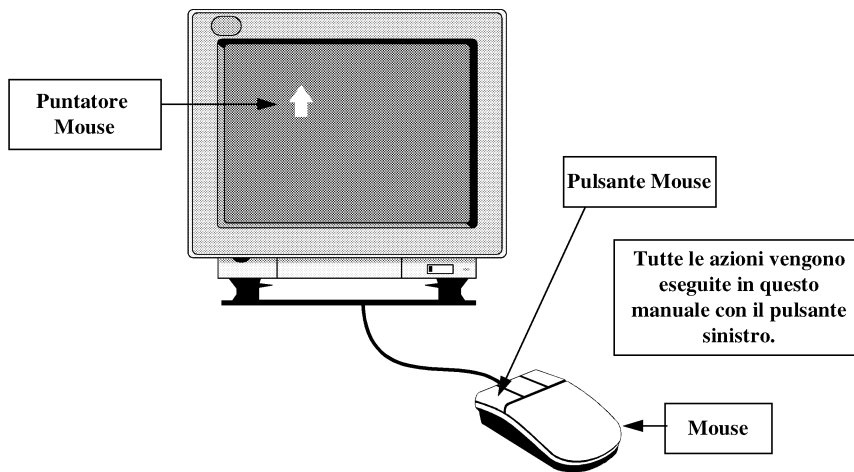 Puntatore
Mouse
Pulsante Mouse
Tutte le azioni vengono
eseguite in questo
manuale con il pulsante
sinistro.
Mouse